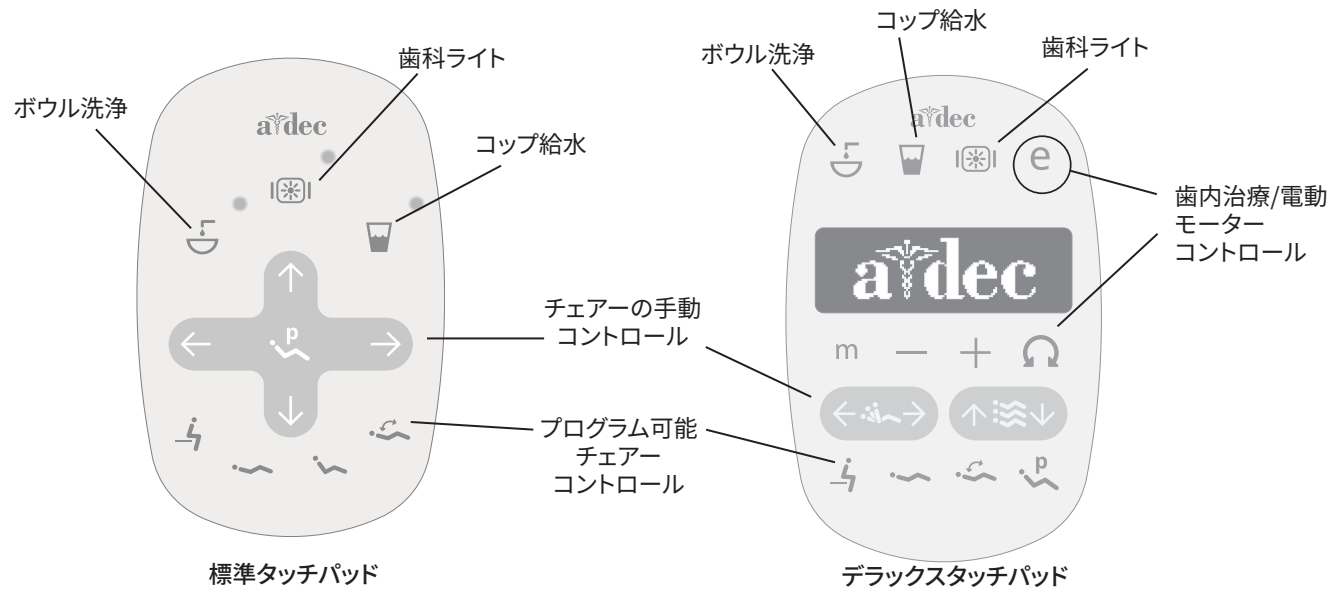 コップ給水
ボウル洗浄
歯科ライト
歯科ライト
ボウル洗浄
コップ給水
a dec
a dec
e
歯内治療/電動
モーター
コントロール
a dec
チェアーの手動
コントロール
p
m
プログラム可能
チェアー
コントロール
p
標準タッチパッド
デラックスタッチパッド